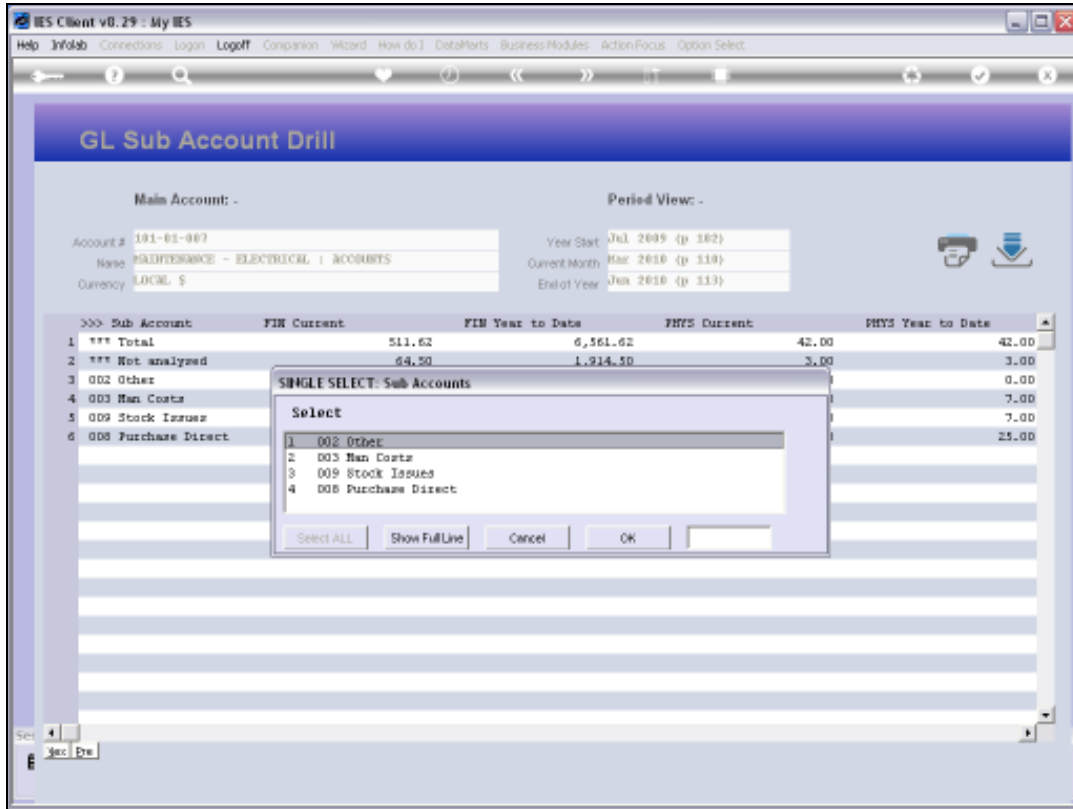 IES Client v8.29 : My IES
Help Infolab Connections Logon Logoff Companion Wizard How do I DataMarts Business Modules Action Focus Option Select
GL Sub Account Drill
Main Account: - Period View: -
Account # 101-01-007 Year Start Jul 2009 (p 102)
Name MAINTENANCE - ELECTRICAL | ACCOUNTS Current Month Mar 2010 (p 110)
Currency LOCAL $ End of Year Jun 2010 (p 113)
>>> Sub Account FIN Current FIN Year to Date PHYS Current PHYS Year to Date
1 *** Total 511.62 6,561.62 42.00 42.00
2 *** Not analyzed 64.50 1,914.50 3.00 3.00
3 002 Other 0.00
4 003 Man Costs 7.00
5 009 Stock Issues 7.00
6 008 Purchase Direct 25.00
SINGLE SELECT: Sub Accounts
Select
1 002 Other
2 003 Man Costs
3 009 Stock Issues
4 008 Purchase Direct
Select ALL Show Full Line Cancel OK
Pre